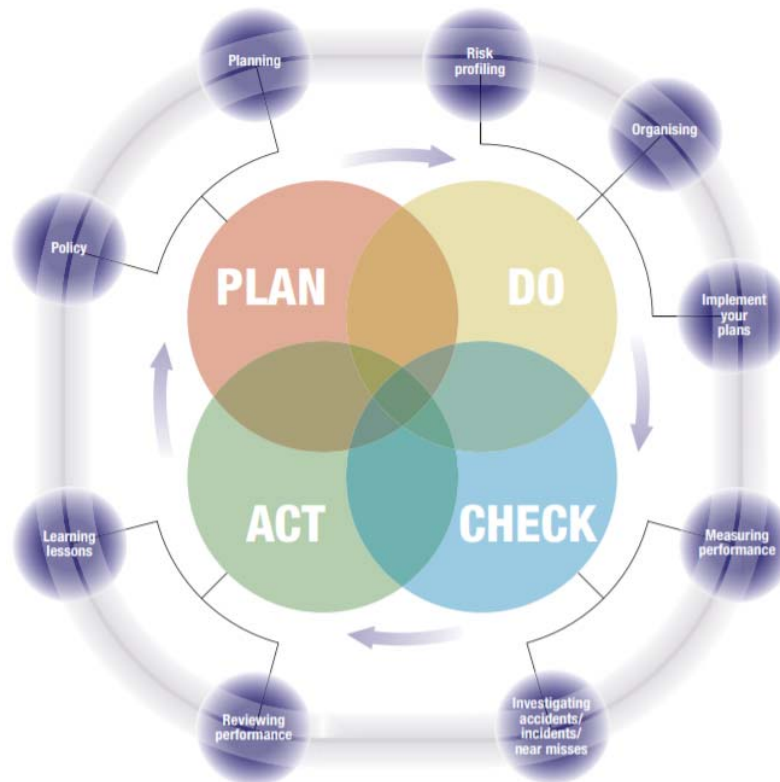 Planning
Risk
profiling
Organising
Policy
PLAN
DO
Implement
your
plans
Learning
lessons
ACT
CHECK
Measuring
performance
Reviewing
performance
Investigating
accidents/
incidents/
near misses